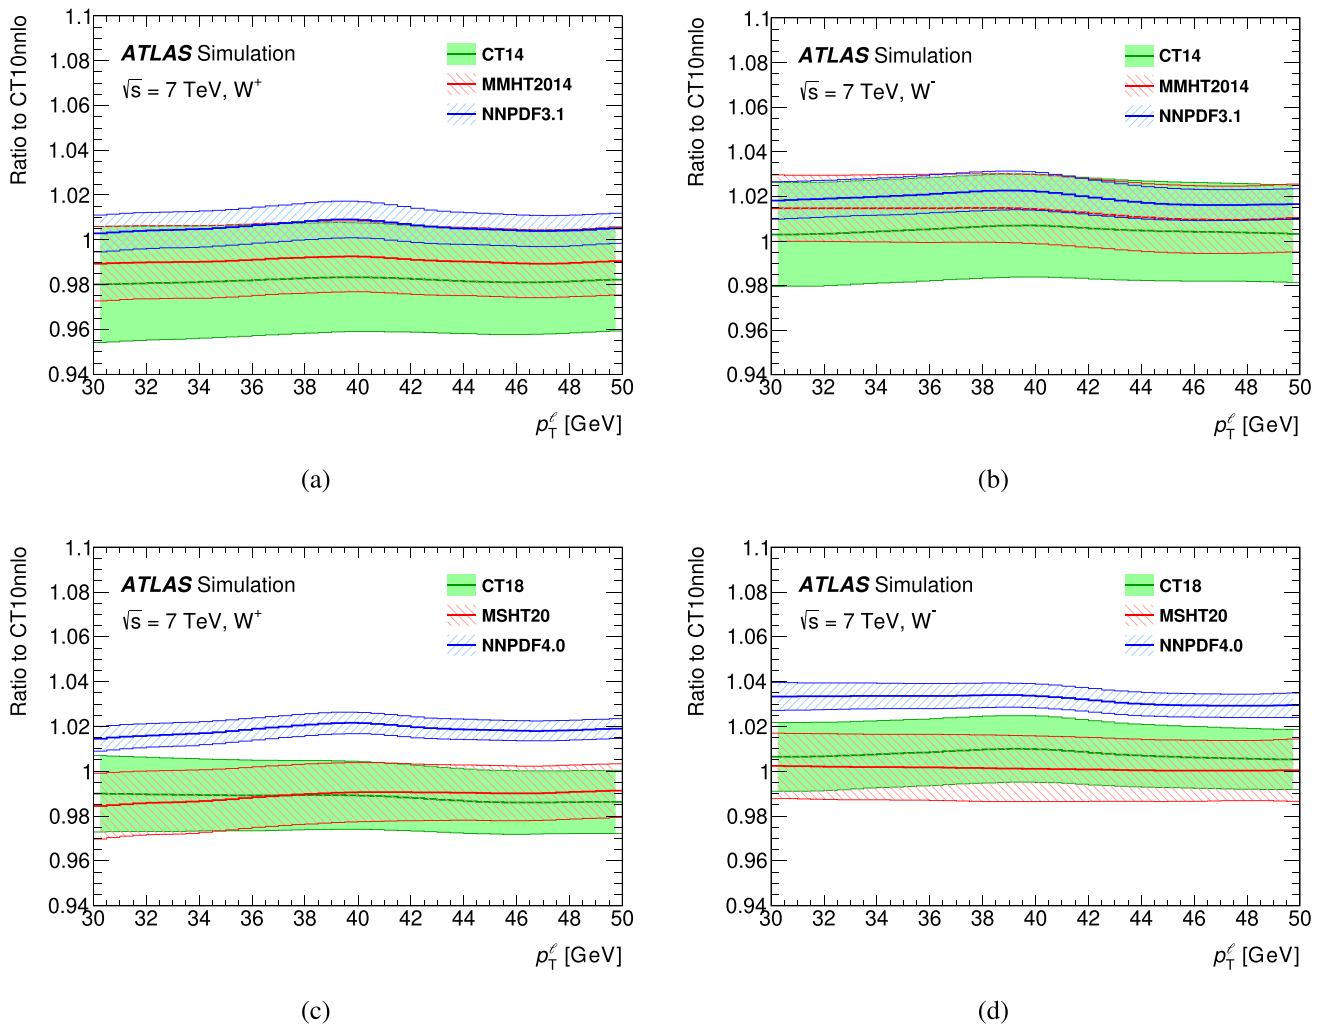 Ratio to CT10nnlo
1.1
1.08
1.06
1.04
1.02
1
0.98
0.96
0.94
ATLAS Simulation
√s = 7 TeV, W⁺
CT14
MMHT2014
NNPDF3.1
30 32 34 36 38 40 42 44 46 48 50
p_T^ℓ [GeV]
(a)
Ratio to CT10nnlo
1.1
1.08
1.06
1.04
1.02
1
0.98
0.96
0.94
ATLAS Simulation
√s = 7 TeV, W⁻
CT14
MMHT2014
NNPDF3.1
30 32 34 36 38 40 42 44 46 48 50
p_T^ℓ [GeV]
(b)
Ratio to CT10nnlo
1.1
1.08
1.06
1.04
1.02
1
0.98
0.96
0.94
ATLAS Simulation
√s = 7 TeV, W⁺
CT18
MSHT20
NNPDF4.0
30 32 34 36 38 40 42 44 46 48 50
p_T^ℓ [GeV]
(c)
Ratio to CT10nnlo
1.1
1.08
1.06
1.04
1.02
1
0.98
0.96
0.94
ATLAS Simulation
√s = 7 TeV, W⁻
CT18
MSHT20
NNPDF4.0
30 32 34 36 38 40 42 44 46 48 50
p_T^ℓ [GeV]
(d)